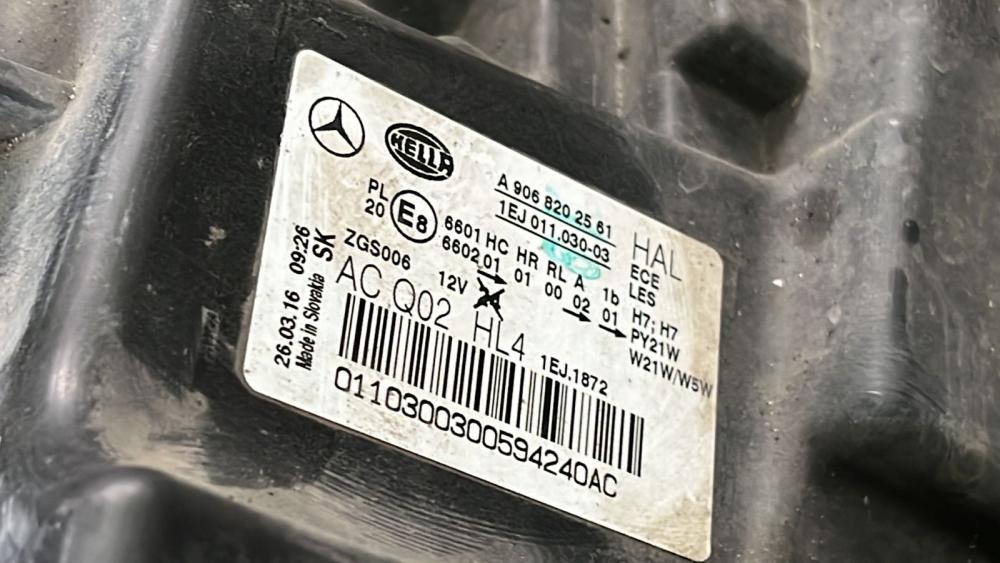 HELLA
A 906 820 25 61
1EJ 011.030-03
HAL
ECE
LES
PL
20
E8
6601 HC HR RL A 1b
6602 01 01 00 02 01
H7; H7
PY21W
W21W/W5W
ZGS006
12V
AC Q02 HL4
1EJ.1872
0110300300594240AC
26.03.16 09:26
Made in Slovakia SK